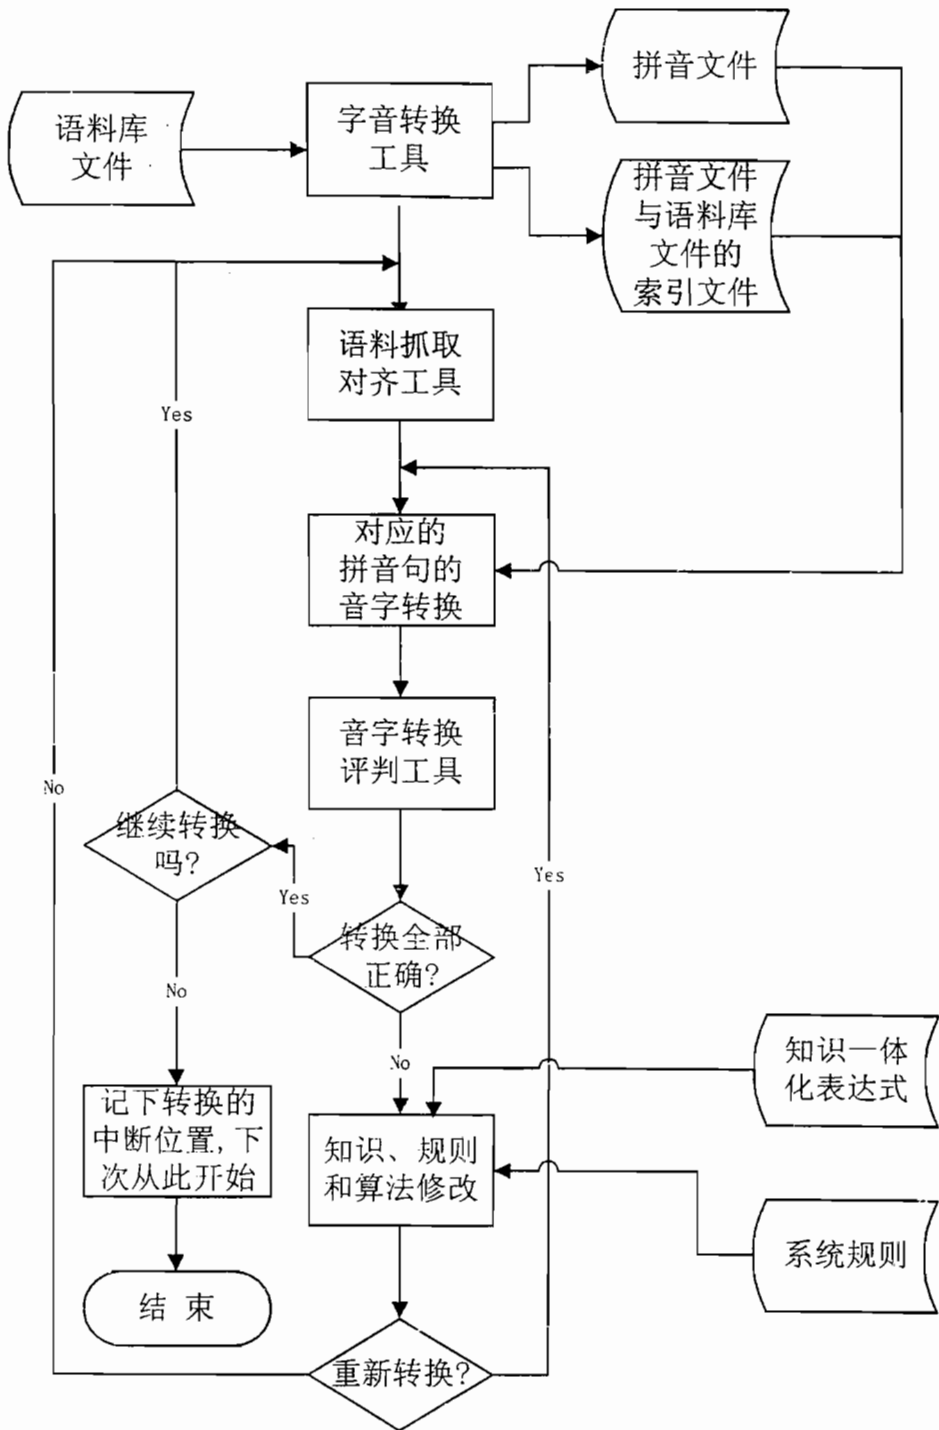 拼音文件
语料库
文件
字音转换
工具
拼音文件
与语料库
文件的
索引文件
语料抓取
对齐工具
Yes
对应的
拼音句的
音字转换
音字转换
评判工具
No
继续转换
吗?
Yes
Yes
转换全部
正确?
No
No
知识一体
化表达式
记下转换的
中断位置,下
次从此开始
知识、规则
和算法修改
系统规则
结 束
重新转换?